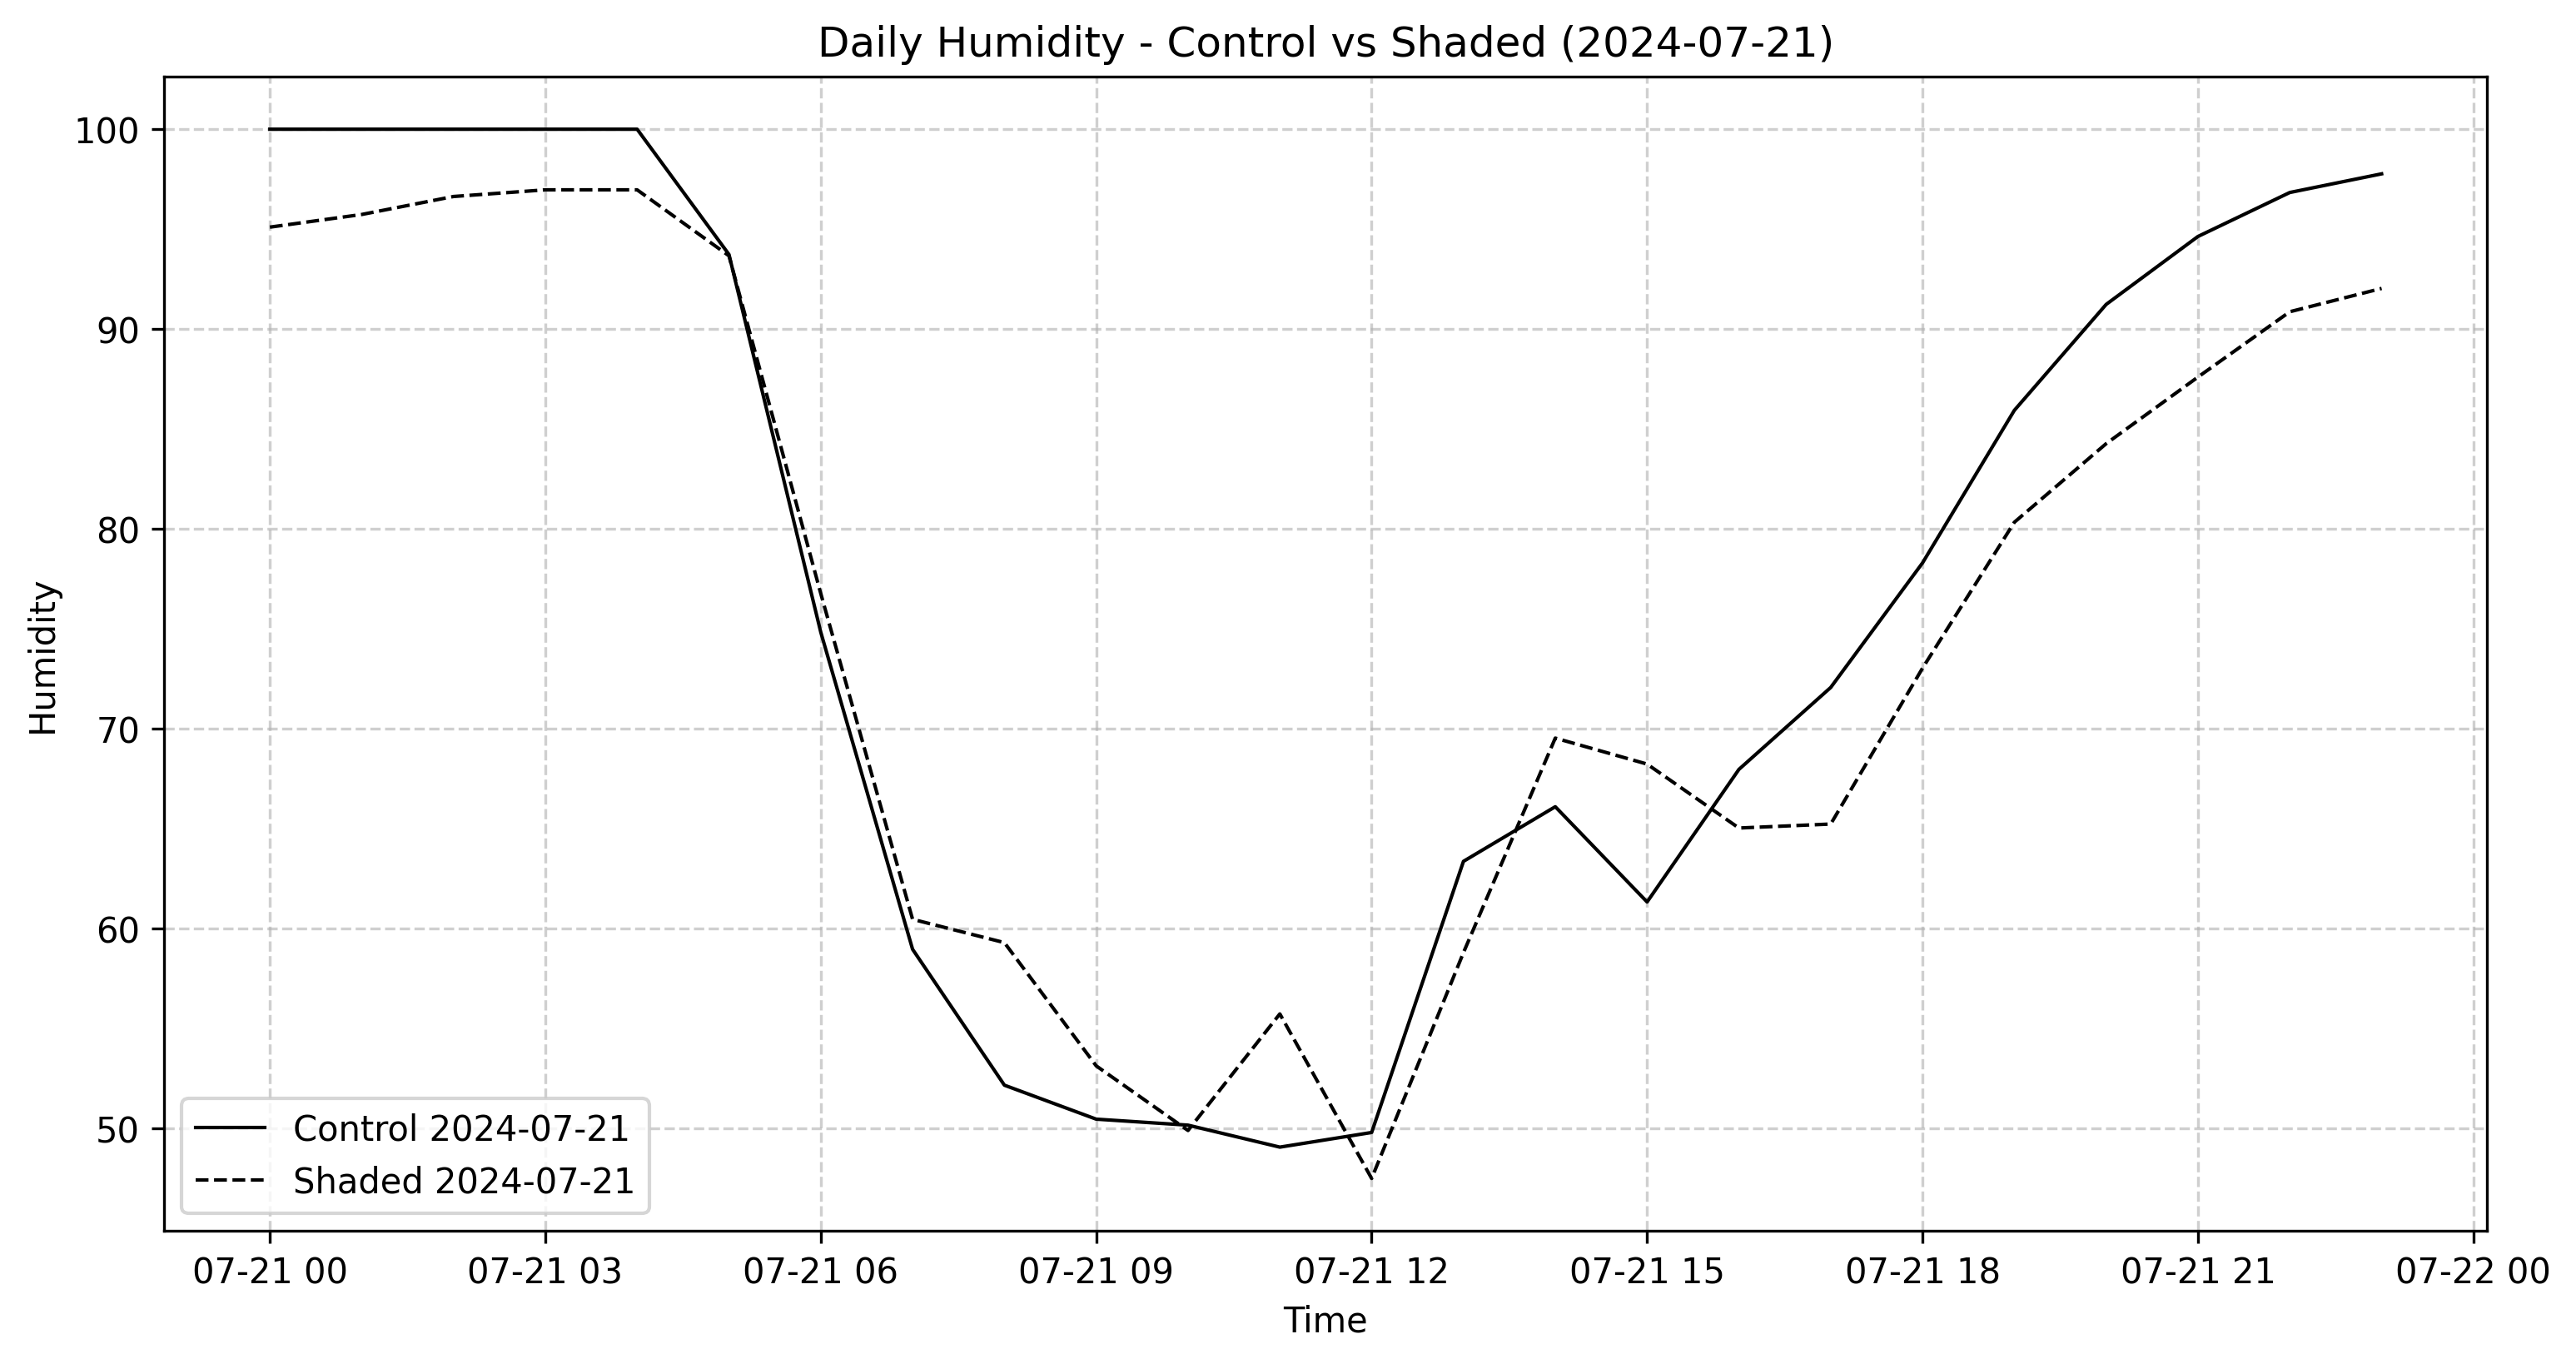 Daily Humidity - Control vs Shaded (2024-07-21)
Humidity
100
90
80
70
60
50
Control 2024-07-21
Shaded 2024-07-21
07-21 00 07-21 03 07-21 06 07-21 09 07-21 12 07-21 15 07-21 18 07-21 21 07-22 00
Time